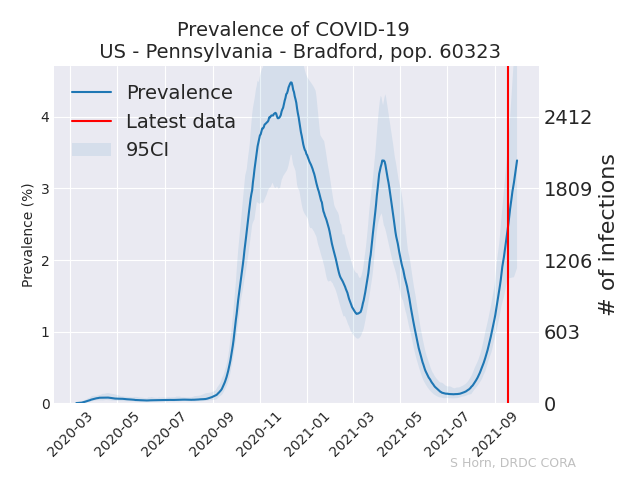 Prevalence of COVID-19
US - Pennsylvania - Bradford, pop. 60323
Prevalence
Latest data
95CI
Prevalence (%)
4
3
2
1
0
2412
1809
1206
603
0
# of infections
2020-03
2020-05
2020-07
2020-09
2020-11
2021-01
2021-03
2021-05
2021-07
2021-09
S Horn, DRDC CORA